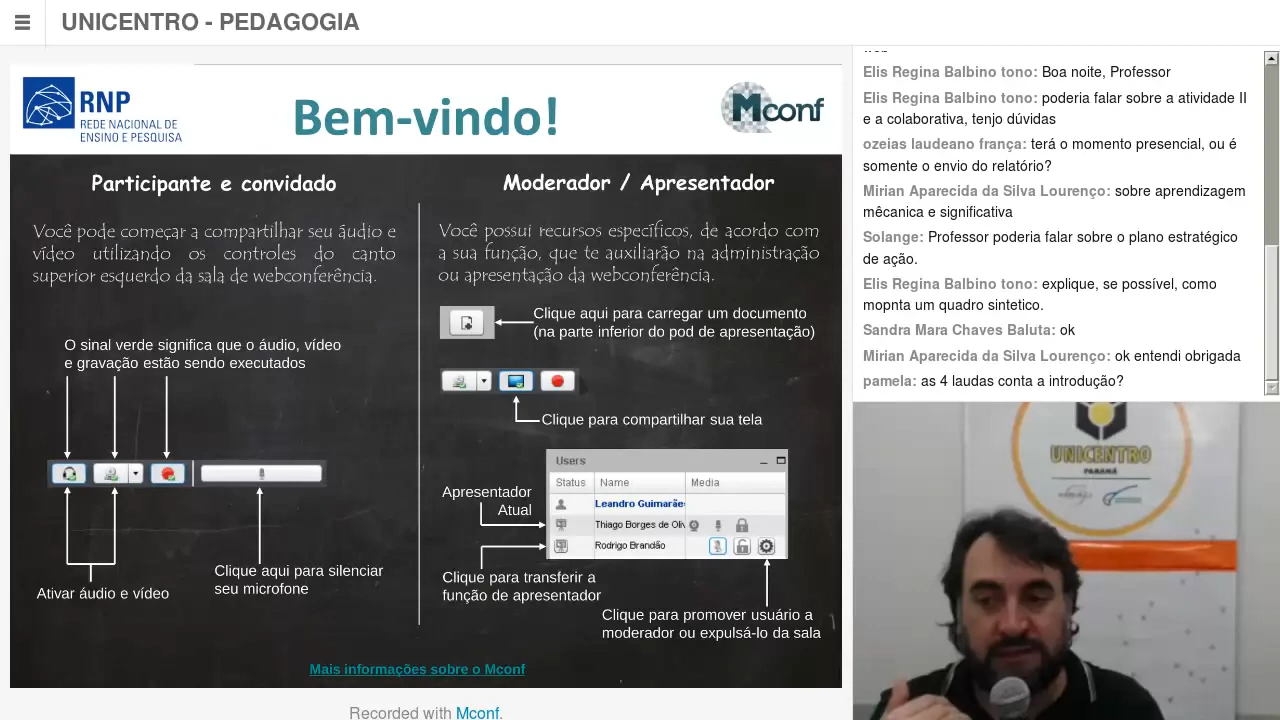 UNICENTRO - PEDAGOGIA
RNP
REDE NACIONAL DE
ENSINO E PESQUISA
Bem-vindo!
Mconf
Participante e convidado
Você pode começar a compartilhar seu áudio e
vídeo utilizando os controles do canto
superior esquerdo da sala de webconferência.
O sinal verde significa que o áudio, vídeo
e gravação estão sendo executados
Ativar áudio e vídeo
Clique aqui para silenciar
seu microfone
Moderador / Apresentador
Você possui recursos específicos, de acordo com
a sua função, que te auxiliarão na administração
ou apresentação da webconferência.
Clique aqui para carregar um documento
(na parte inferior do pod de apresentação)
Clique para compartilhar sua tela
Users
Status Name Media
Leandro Guimarães
Thiago Borges de Oliv
Rodrigo Brandão
Apresentador
Atual
Clique para transferir a
função de apresentador
Clique para promover usuário a
moderador ou expulsá-lo da sala
Mais informações sobre o Mconf
Recorded with Mconf.
Elis Regina Balbino tono: Boa noite, Professor
Elis Regina Balbino tono: poderia falar sobre a atividade II
e a colaborativa, tenjo dúvidas
ozeias laudeano frança: terá o momento presencial, ou é
somente o envio do relatório?
Mirian Aparecida da Silva Lourenço: sobre aprendizagem
mêcanica e significativa
Solange: Professor poderia falar sobre o plano estratégico
de ação.
Elis Regina Balbino tono: explique, se possível, como
mopnta um quadro sintetico.
Sandra Mara Chaves Baluta: ok
Mirian Aparecida da Silva Lourenço: ok entendi obrigada
pamela: as 4 laudas conta a introdução?
UNICENTRO
PARANÁ